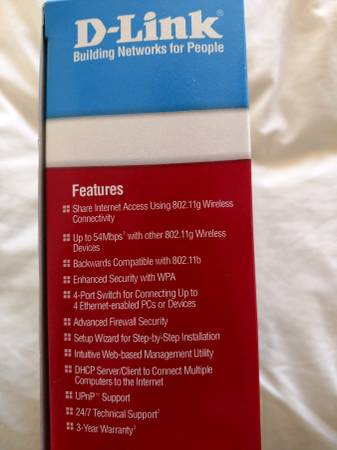 D-Link
Building Networks for People
Features
Share Internet Access Using 802.11g Wireless
Connectivity
Up to 54Mbps¹ with other 802.11g Wireless
Devices
Backwards Compatible with 802.11b
Enhanced Security with WPA
4-Port Switch for Connecting Up to
4 Ethernet-enabled PCs or Devices
Advanced Firewall Security
Setup Wizard for Step-by-Step Installation
Intuitive Web-based Management Utility
DHCP Server/Client to Connect Multiple
Computers to the Internet
UPnP™ Support
24/7 Technical Support²
3-Year Warranty³